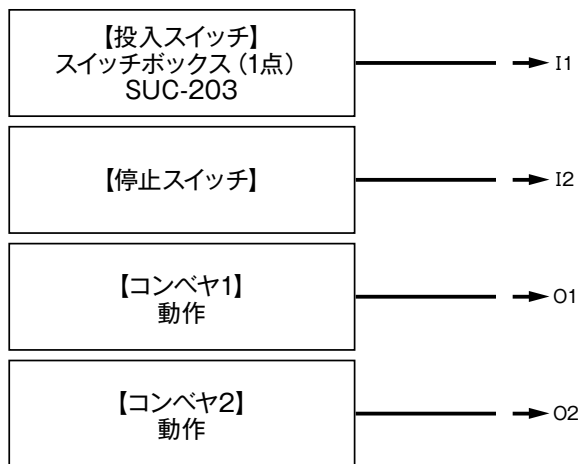 【投入スイッチ】
スイッチボックス（1点）
SUC-203
I1
【停止スイッチ】
I2
【コンベヤ1】
動作
O1
【コンベヤ2】
動作
O2